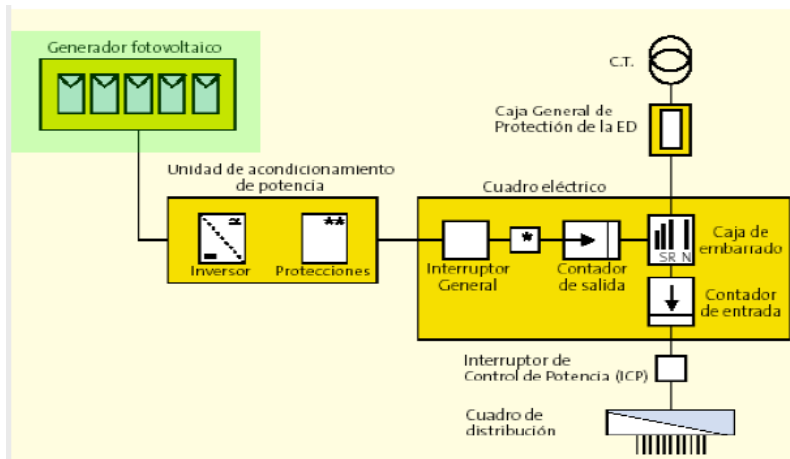 Generador fotovoltaico
C.T.
Caja General de
Protectión de la ED
Unidad de acondicionamiento
de potencia
Cuadro eléctrico
**
Inversor
Protecciones
Interruptor
General
*
Contador
de salida
SR N
Caja de
embarrado
Contador
de entrada
Interruptor de
Control de Potencia (ICP)
Cuadro de
distribución